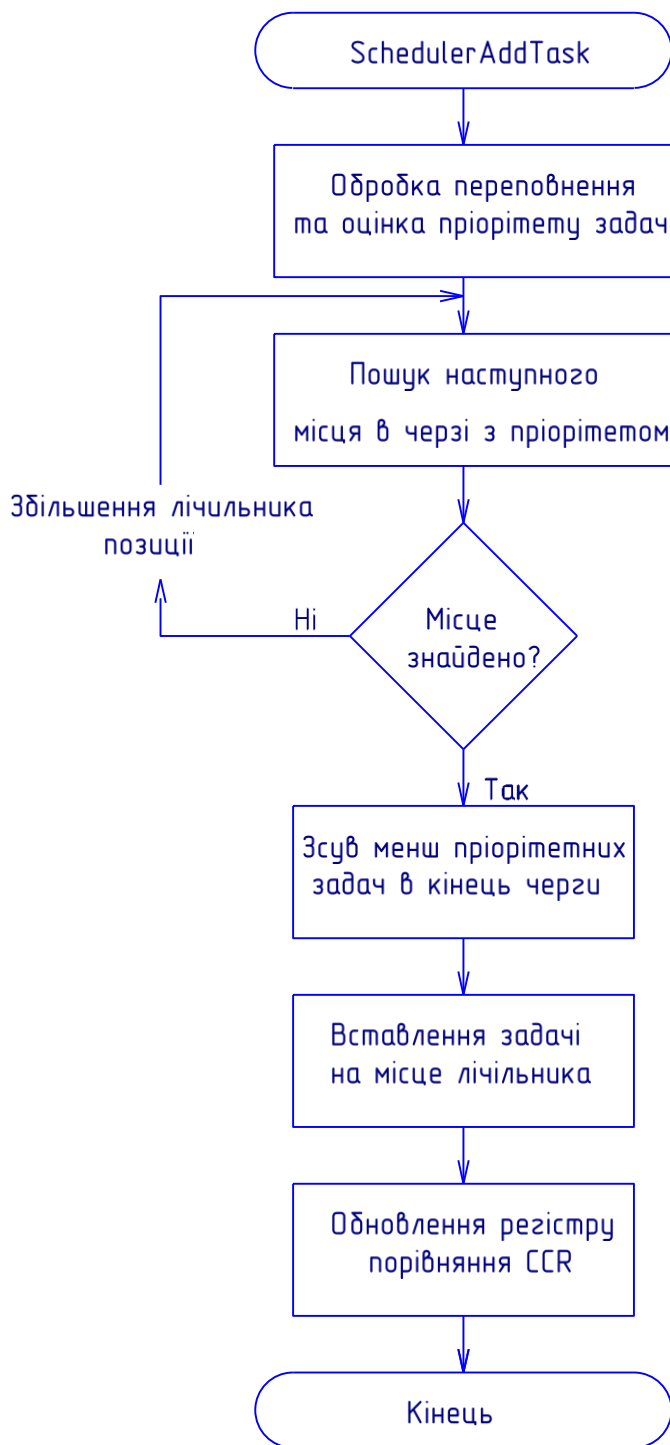 SchedulerAddTask
Обробка переповнення
та оцінка пріорітету задач
Пошук наступного
місця в черзі з пріорітетом
Збільшення лічильника
позиції
Ні
Місце
знайдено?
Так
Зсув менш пріорітетних
задач в кінець черги
Вставлення задачі
на місце лічільника
Обновлення регістру
порівняння CCR
Кінець